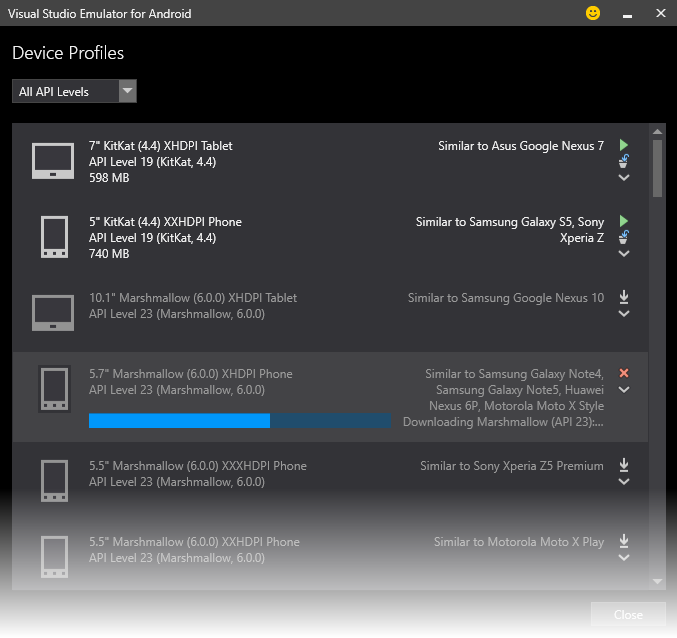 Visual Studio Emulator for Android
Device Profiles
All API Levels
7" KitKat (4.4) XHDPI Tablet
API Level 19 (KitKat, 4.4)
598 MB
Similar to Asus Google Nexus 7
5" KitKat (4.4) XXHDPI Phone
API Level 19 (KitKat, 4.4)
740 MB
Similar to Samsung Galaxy S5, Sony
Xperia Z
10.1" Marshmallow (6.0.0) XHDPI Tablet
API Level 23 (Marshmallow, 6.0.0)
Similar to Samsung Google Nexus 10
5.7" Marshmallow (6.0.0) XHDPI Phone
API Level 23 (Marshmallow, 6.0.0)
Similar to Samsung Galaxy Note4,
Samsung Galaxy Note5, Huawei
Nexus 6P, Motorola Moto X Style
Downloading Marshmallow (API 23):...
5.5" Marshmallow (6.0.0) XXXHDPI Phone
API Level 23 (Marshmallow, 6.0.0)
Similar to Sony Xperia Z5 Premium
5.5" Marshmallow (6.0.0) XXHDPI Phone
API Level 23 (Marshmallow, 6.0.0)
Similar to Motorola Moto X Play
Close